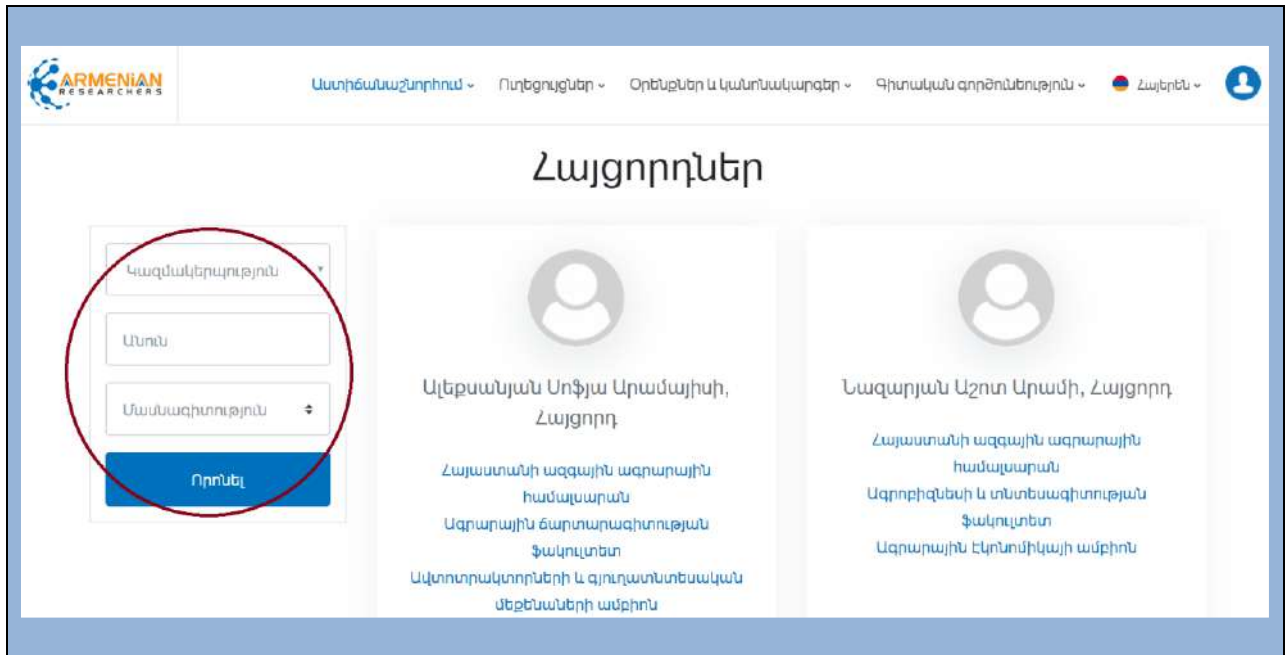 ARMENIAN
RESEARCHERS
Աստիճանաշնորհում
Ուղեցույցներ
Օրենքներ և կանոնակարգեր
Գիտական գործունեություն
Հայերեն
Հայցորդներ
Կազմակերպություն
Անուն
Մասնագիտություն
Որոնել
Ալեքսանյան Սոֆյա Արամայիսի,
Հայցորդ
Հայաստանի ազգային ագրարային
համալսարան
Ագրարային ճարտարագիտության
ֆակուլտետ
Ավտոտրակտորների և գյուղատնտեսական
մեքենաների ամբիոն
Նազարյան Աշոտ Արամի, Հայցորդ
Հայաստանի ազգային ագրարային
համալսարան
Ագրոբիզնեսի և տնտեսագիտության
ֆակուլտետ
Ագրարային էկոնոմիկայի ամբիոն